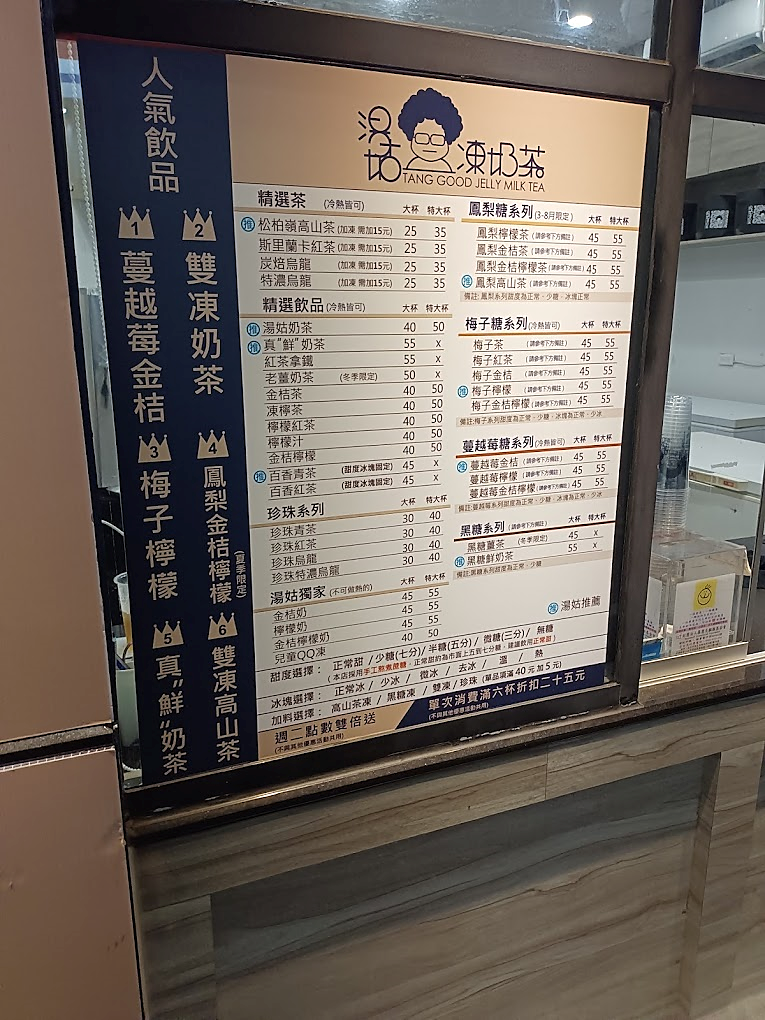 人氣飲品
1 蔓越莓金桔
2 雙凍奶茶
3 梅子檸檬
4 鳳梨金桔檸檬(夏季限定)
5 真"鮮"奶茶
6 雙凍高山茶
湯姑凍奶茶
TANG GOOD JELLY MILK TEA
精選茶 (冷熱皆可) 大杯 特大杯
推 松柏嶺高山茶 (加凍 需加15元) 25 35
斯里蘭卡紅茶 (加凍 需加15元) 25 35
炭焙烏龍 (加凍 需加15元) 25 35
特濃烏龍 (加凍 需加15元) 25 35
精選飲品 (冷熱皆可) 大杯 特大杯
推 湯姑奶茶 40 50
推 真"鮮"奶茶 55 x
紅茶拿鐵 55 x
老薑奶茶 (冬季限定) 50 x
金桔茶 40 50
凍檸茶 40 50
檸檬紅茶 40 50
檸檬汁 40 50
金桔檸檬 40 50
推 百香青茶 (甜度冰塊固定) 45 x
百香紅茶 (甜度冰塊固定) 45 x
珍珠系列 大杯 特大杯
珍珠青茶 30 40
珍珠紅茶 30 40
珍珠烏龍 30 40
珍珠特濃烏龍 30 40
湯姑獨家 (不可做熱的) 大杯 特大杯
金桔奶 45 55
檸檬奶 45 55
金桔檸檬奶 45 55
兒童QQ凍 40 50
鳳梨糖系列 (3-8月限定) 大杯 特大杯
鳳梨檸檬茶 (請參考下方備註) 45 55
鳳梨金桔茶 (請參考下方備註) 45 55
鳳梨金桔檸檬茶 (請參考下方備註) 45 55
推 鳳梨高山茶 (請參考下方備註) 45 55
備註: 鳳梨系列甜度為正常、少糖，冰塊正常
梅子糖系列 (冷熱皆可) 大杯 特大杯
梅子茶 (請參考下方備註) 45 55
梅子紅茶 (請參考下方備註) 45 55
梅子金桔 (請參考下方備註) 45 55
推 梅子檸檬 (請參考下方備註) 45 55
梅子金桔檸檬 (請參考下方備註) 45 55
備註:梅子系列甜度為正常、少糖，冰塊為正常、少冰
蔓越莓糖系列 (冷熱皆可) 大杯 特大杯
推 蔓越莓金桔 (請參考下方備註) 45 55
蔓越莓檸檬 (請參考下方備註) 45 55
蔓越莓金桔檸檬 (請參考下方備註) 45 55
備註:蔓越莓系列甜度為正常、少糖，冰塊為正常、少冰
黑糖系列 (請參考下方備註) 大杯 特大杯
黑糖薑茶 (冬季限定) 45 x
推 黑糖鮮奶茶 55 x
備註:黑糖系列甜度為正常、少糖
推 湯姑推薦
甜度選擇： 正常甜 / 少糖(七分) / 半糖(五分) / 微糖(三分) / 無糖
(本店採用手工熬煮蔗糖，正常甜約為市面上五到七分糖，建議飲用正常甜)
冰塊選擇： 正常冰 / 少冰 / 微冰 / 去冰 / 溫 / 熱
加料選擇： 高山茶凍 / 黑糖凍 / 雙凍 / 珍珠 (單品項滿40元 加5元)
週二點數雙倍送
(不與其他優惠活動共用)
單次消費滿六杯折扣二十五元
(不與其他優惠活動共用)